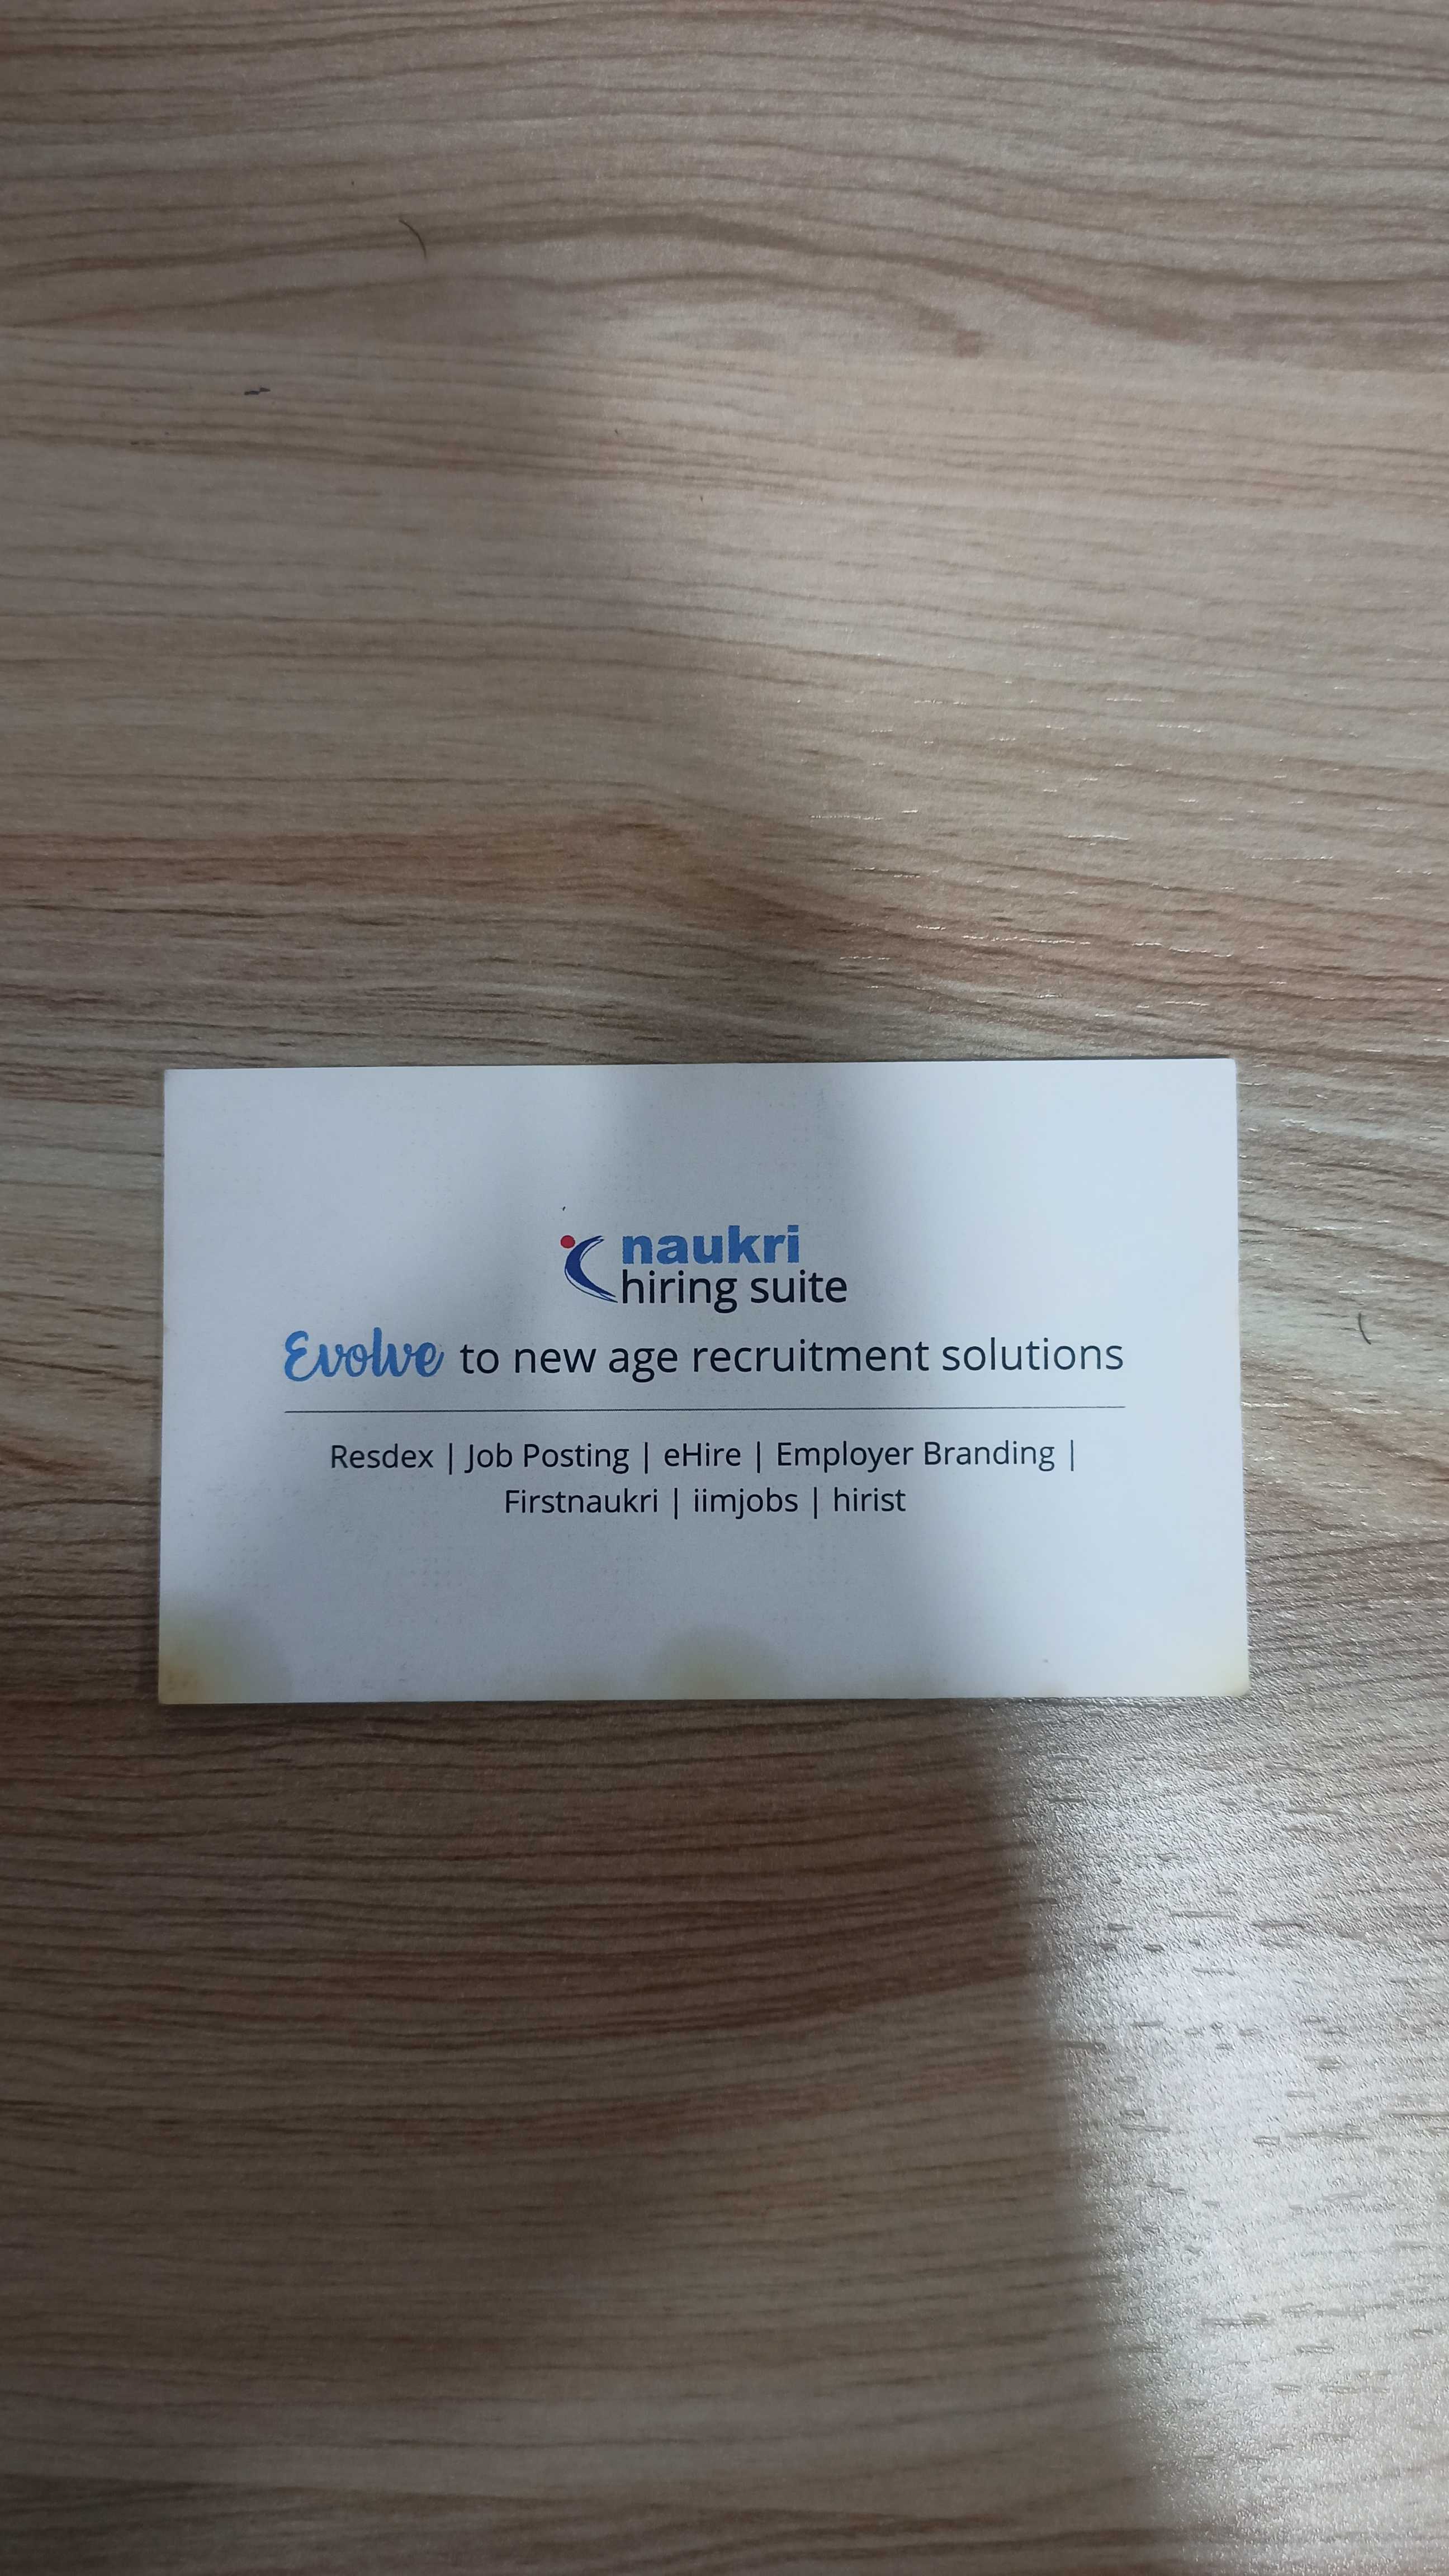 naukri
hiring suite
Evolve to new age recruitment solutions
Resdex | Job Posting | eHire | Employer Branding |
Firstnaukri | iimjobs | hirist